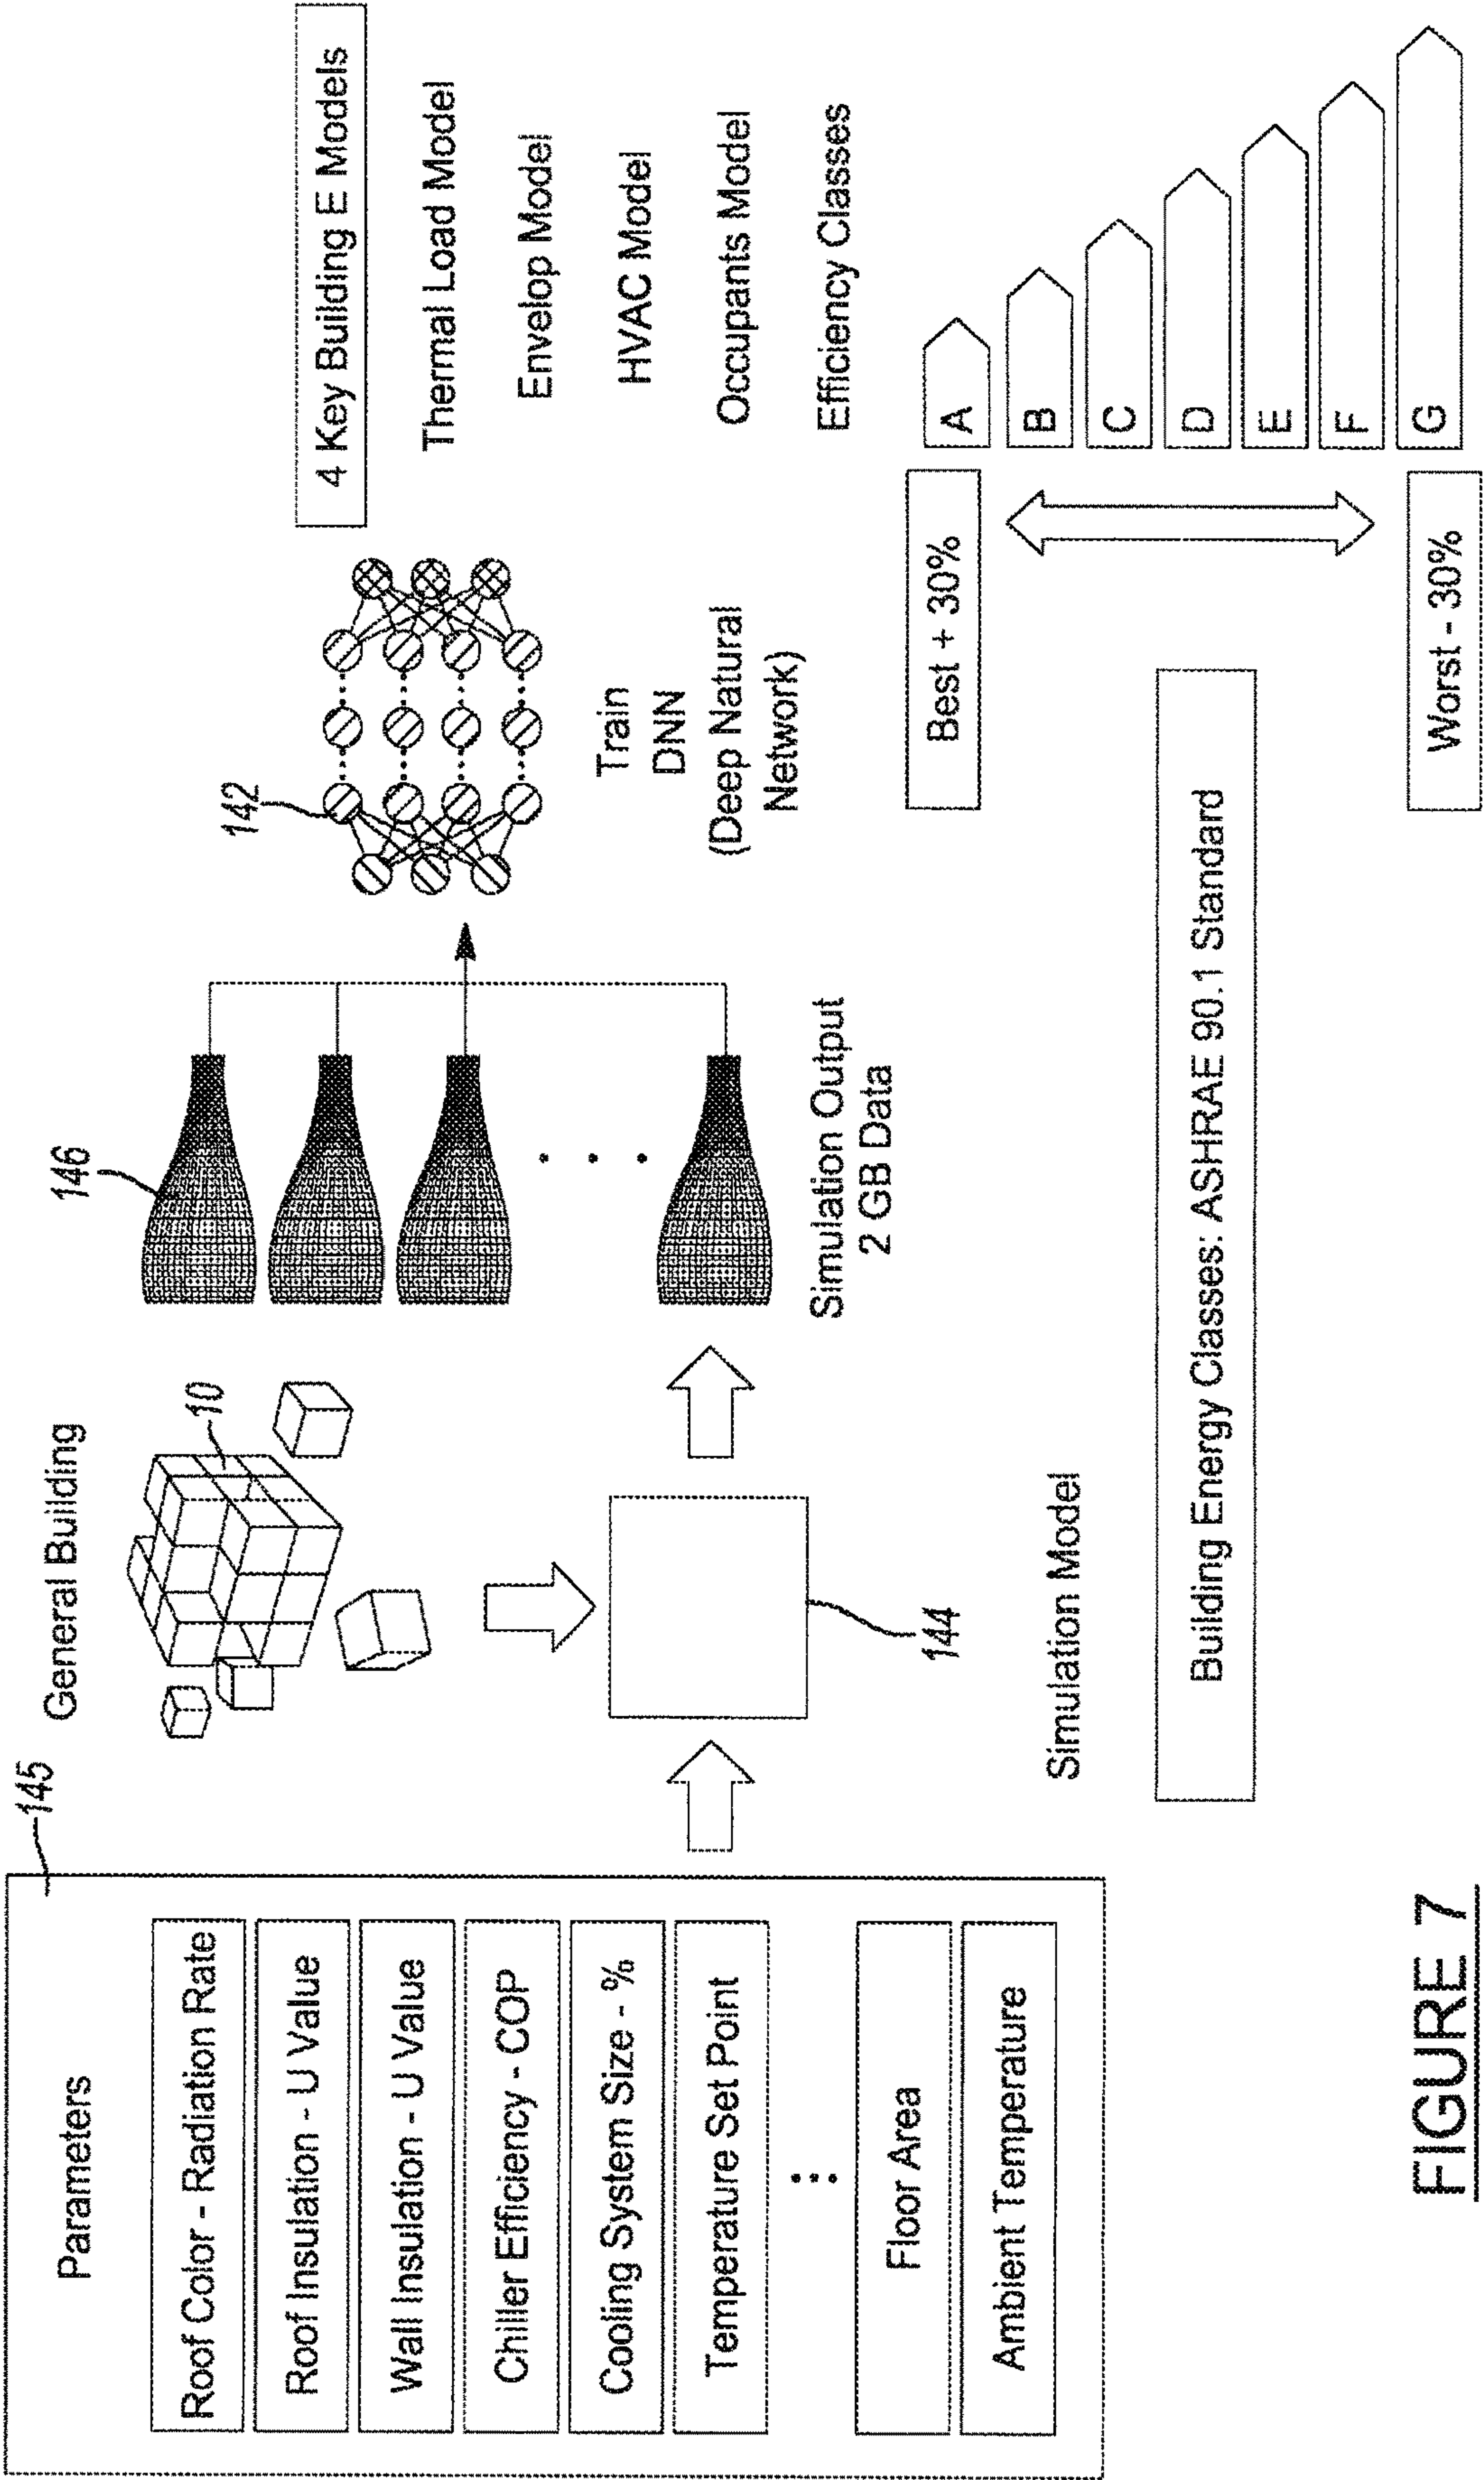 Parameters
145
Roof Color - Radiation Rate
Roof Insulation - U Value
Wall Insulation - U Value
Chiller Efficiency - COP
Cooling System Size - %
Temperature Set Point
Floor Area
Ambient Temperature
General Building
10
144
Simulation Model
146
Simulation Output
2 GB Data
142
Train
DNN
(Deep Natural
Network)
4 Key Building E Models
Thermal Load Model
Envelop Model
HVAC Model
Occupants Model
Efficiency Classes
Building Energy Classes: ASHRAE 90.1 Standard
Best + 30%
Worst - 30%
A
B
C
D
E
F
G
FIGURE 7